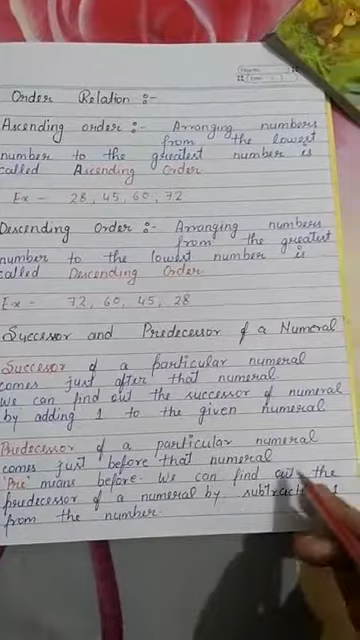 Order Relation :-
Ascending order :- Arranging numbers
from the lowest
number to the greatest number is
called Ascending Order
Ex - 28, 45, 60, 72
Descending Order :- Arranging numbers
from the greatest
number to the lowest number is
called Descending Order
Ex - 72, 60, 45, 28
Successor and Predecessor of a Numeral
Succesor of a particular numeral
comes just after that numeral.
We can find out the successor of numeral
by adding 1 to the given numeral
Predecessor of a particular numeral
comes just before that numeral
'Pre' means before. We can find out the
predecessor of a numeral by subtract 1
from the number.